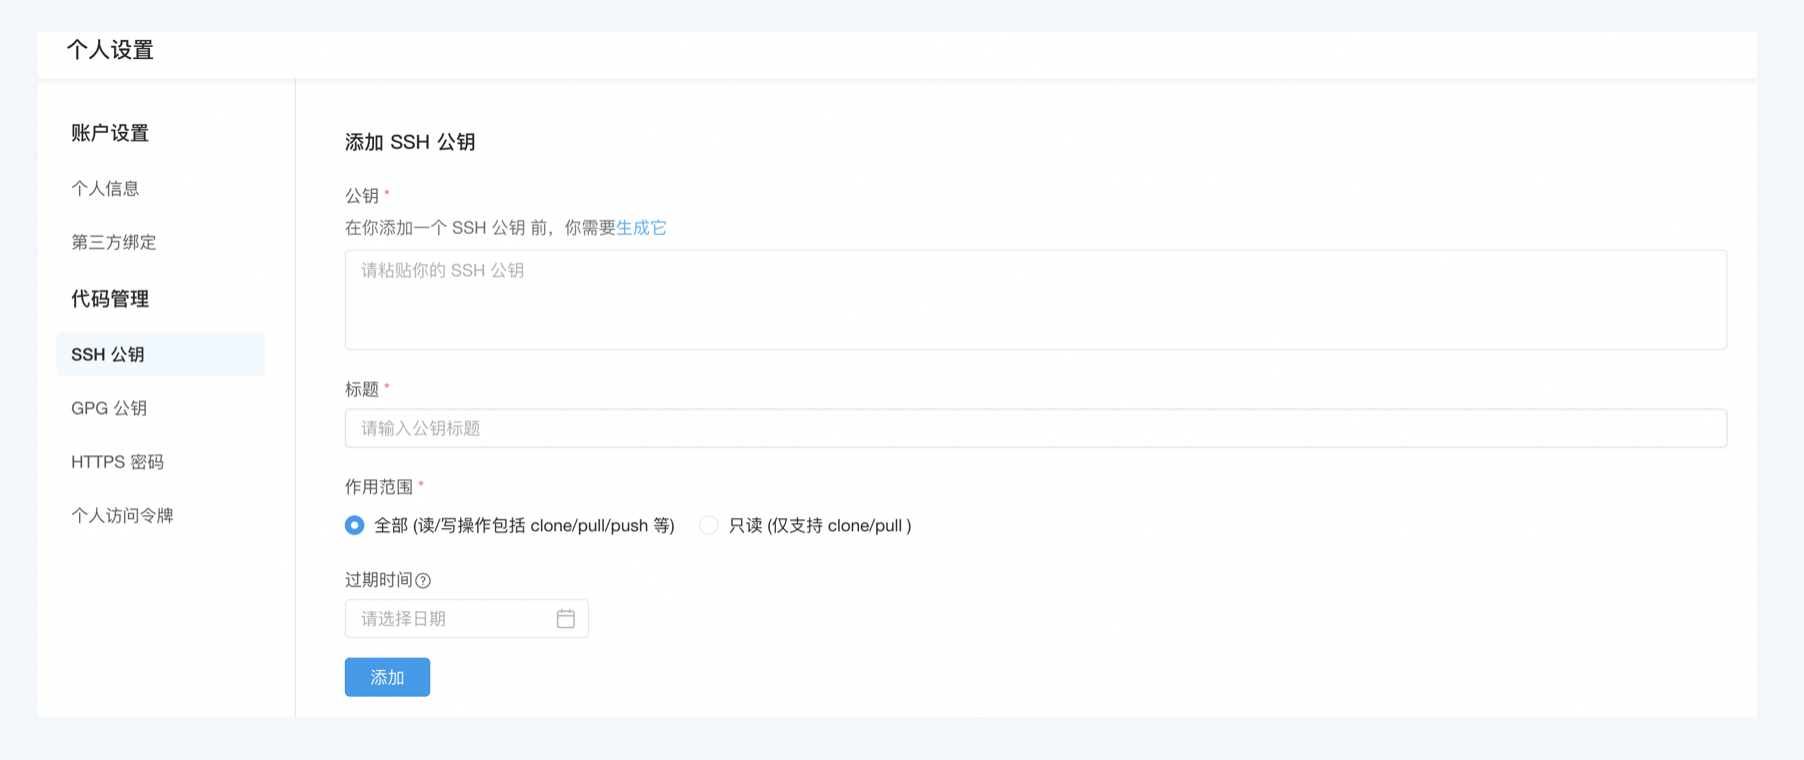 个人设置
账户设置
个人信息
第三方绑定
代码管理
SSH 公钥
GPG 公钥
HTTPS 密码
个人访问令牌
添加 SSH 公钥
公钥 *
在你添加一个 SSH 公钥 前，你需要生成它
请粘贴你的 SSH 公钥
标题 *
请输入公钥标题
作用范围 *
全部 (读/写操作包括 clone/pull/push 等) 只读 (仅支持 clone/pull )
过期时间?
请选择日期
添加